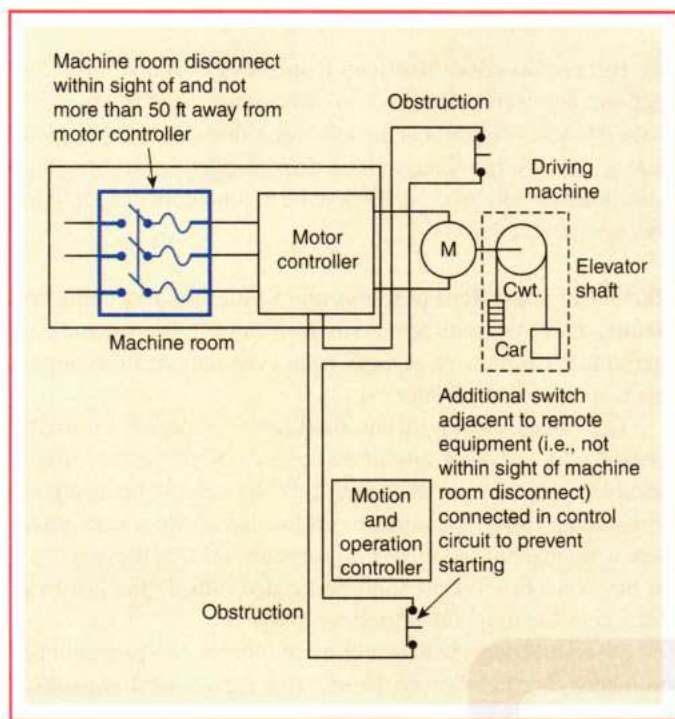 Machine room disconnect
within sight of and not
more than 50 ft away from
motor controller
Obstruction
Driving
machine
Motor
controller
M
Elevator
shaft
Cwt.
Car
Machine room
Additional switch
adjacent to remote
equipment (i.e., not
within sight of machine
room disconnect)
connected in control
circuit to prevent
starting
Motion
and
operation
controller
Obstruction